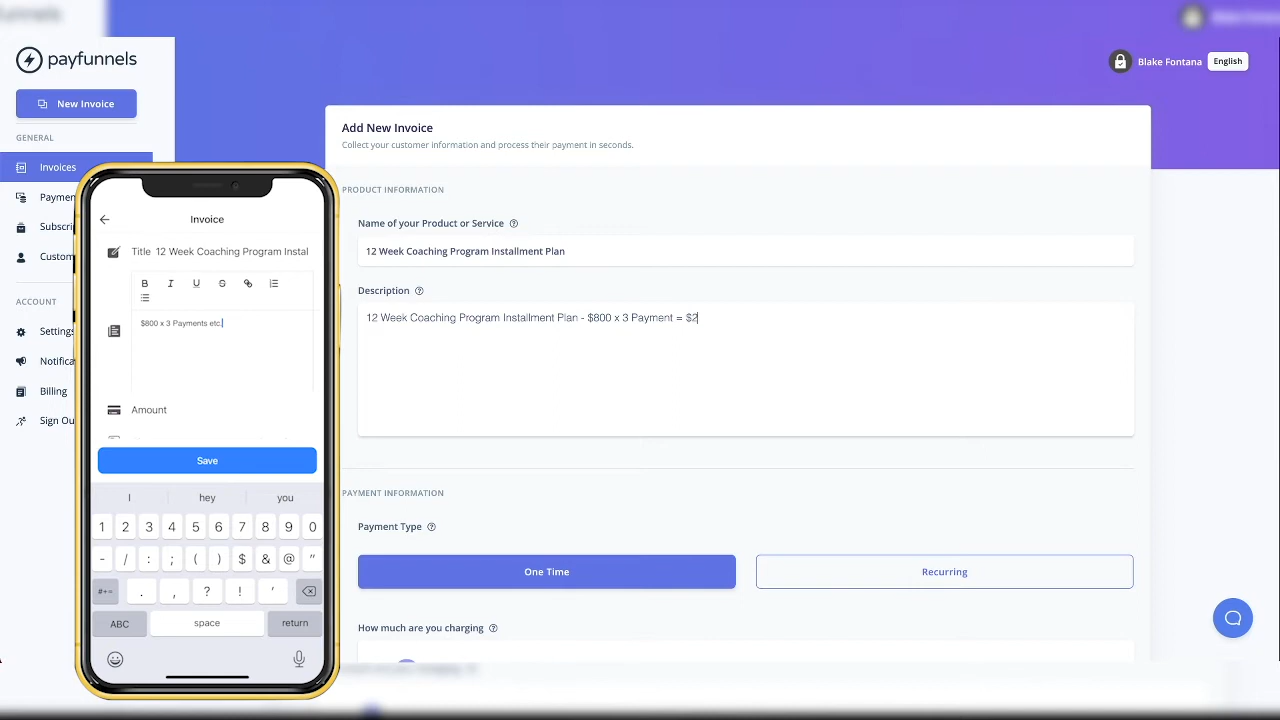 payfunnels
Blake Fontana
English
New Invoice
GENERAL
Invoices
Paymen
Subscri
Custom
ACCOUNT
Settings
Notifica
Billing
Sign Ou
Add New Invoice
Collect your customer information and process their payment in seconds.
PRODUCT INFORMATION
Name of your Product or Service
12 Week Coaching Program Installment Plan
Description
12 Week Coaching Program Installment Plan - $800 x 3 Payment = $2
PAYMENT INFORMATION
Payment Type
One Time
Recurring
How much are you charging
Invoice
Title 12 Week Coaching Program Instal
B I U S
$800 x 3 Payments etc.
Amount
Save
I hey you
1 2 3 4 5 6 7 8 9 0
- / : ; ( ) $ & @ "
#+= . , ? ! '
ABC space return